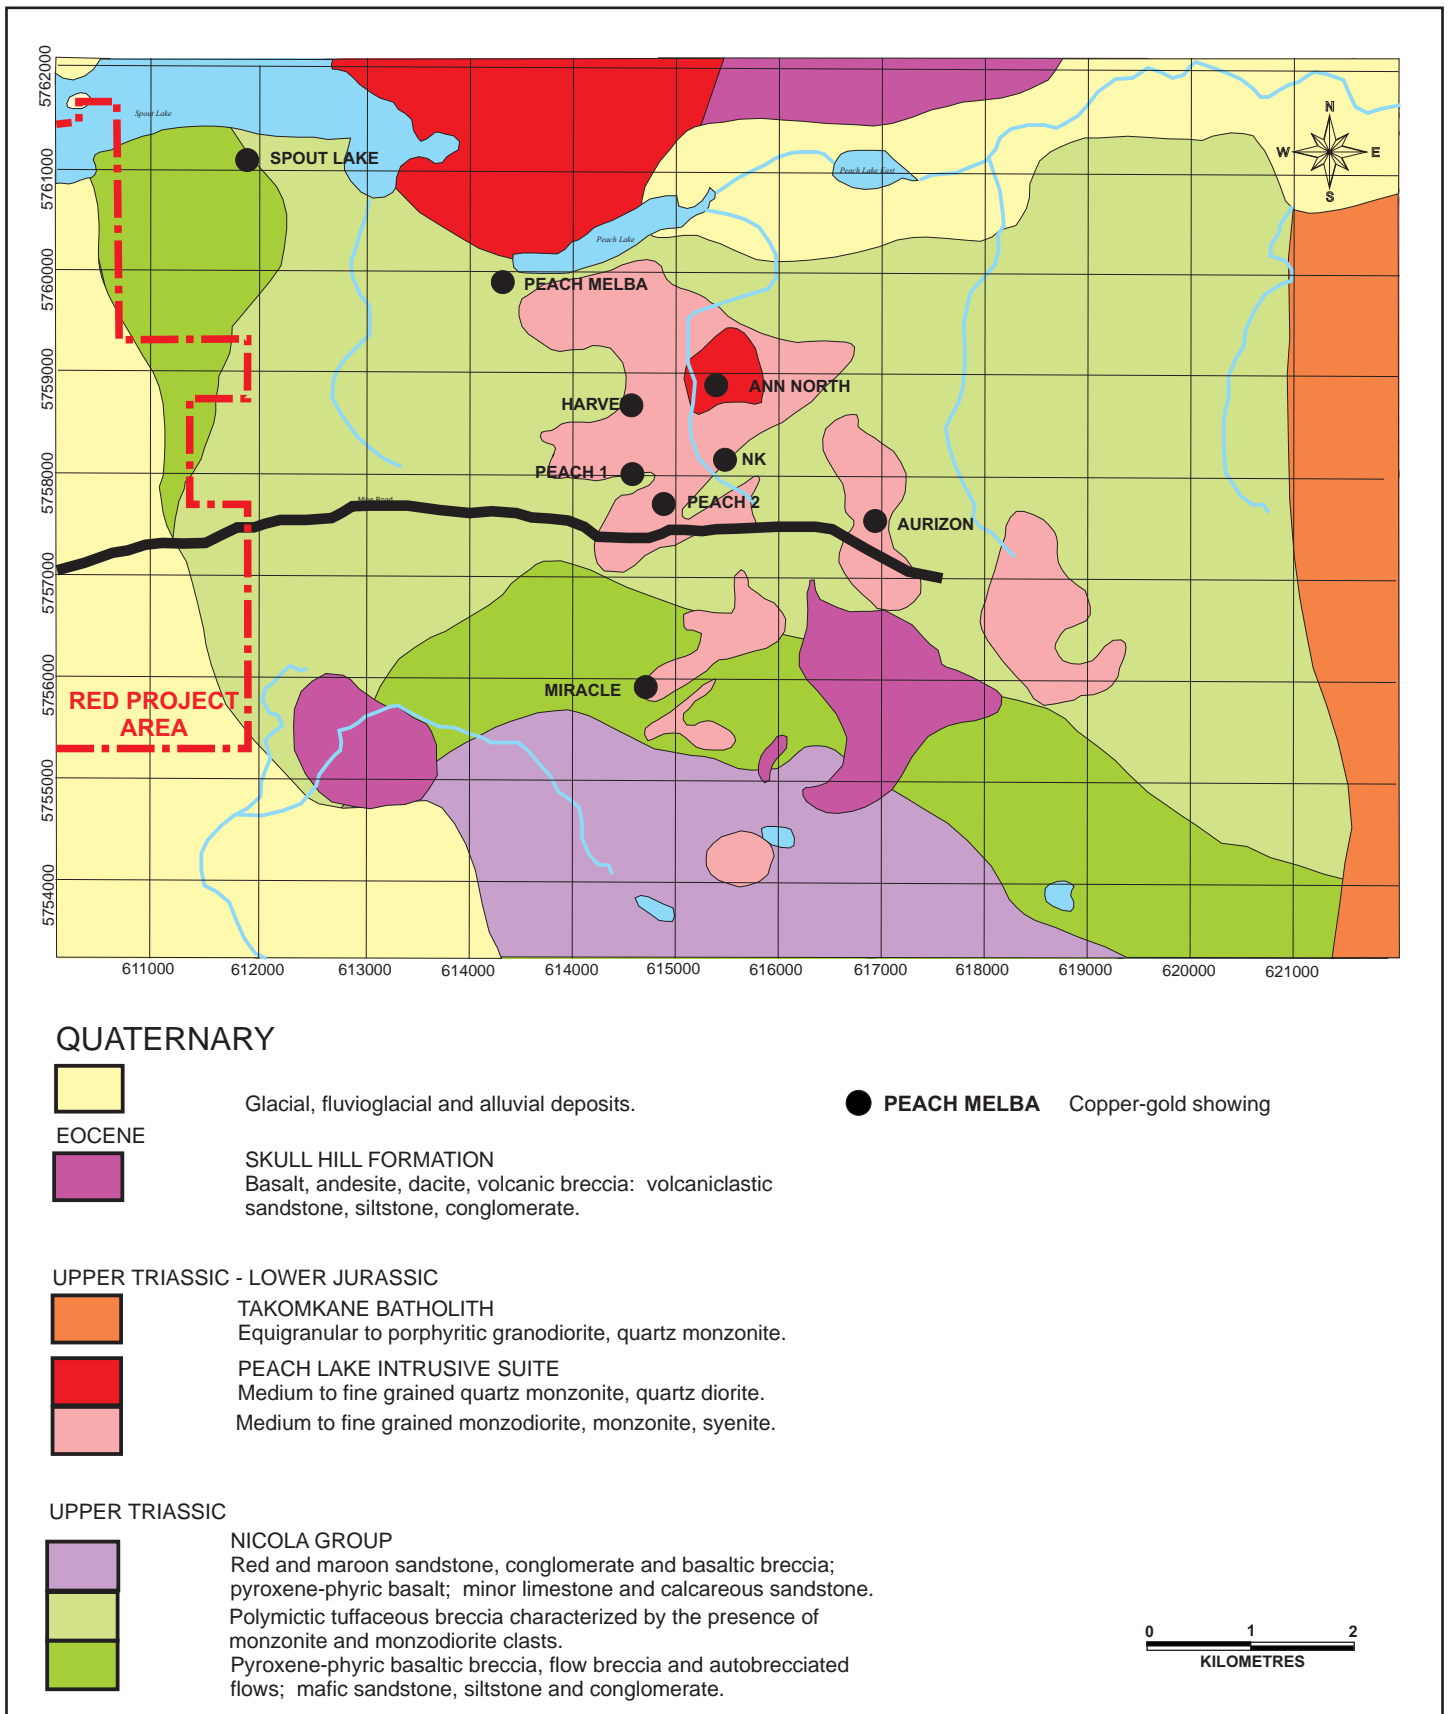 5762000
5761000
5760000
5759000
5758000
5757000
5756000
5755000
5754000
Spout Lake
SPOUT LAKE
Peach Lake East
N
W
E
S
Peach Lake
PEACH MELBA
ANN NORTH
HARVE
NK
PEACH 1
PEACH 2
Mine Road
AURIZON
MIRACLE
RED PROJECT
AREA
611000
612000
613000
614000
614000
615000
616000
617000
618000
619000
620000
621000
QUATERNARY
Glacial, fluvioglacial and alluvial deposits.
PEACH MELBA Copper-gold showing
EOCENE
SKULL HILL FORMATION
Basalt, andesite, dacite, volcanic breccia: volcaniclastic
sandstone, siltstone, conglomerate.
UPPER TRIASSIC - LOWER JURASSIC
TAKOMKANE BATHOLITH
Equigranular to porphyritic granodiorite, quartz monzonite.
PEACH LAKE INTRUSIVE SUITE
Medium to fine grained quartz monzonite, quartz diorite.
Medium to fine grained monzodiorite, monzonite, syenite.
UPPER TRIASSIC
NICOLA GROUP
Red and maroon sandstone, conglomerate and basaltic breccia;
pyroxene-phyric basalt; minor limestone and calcareous sandstone.
Polymictic tuffaceous breccia characterized by the presence of
monzonite and monzodiorite clasts.
Pyroxene-phyric basaltic breccia, flow breccia and autobrecciated
flows; mafic sandstone, siltstone and conglomerate.
0 1 2
KILOMETRES